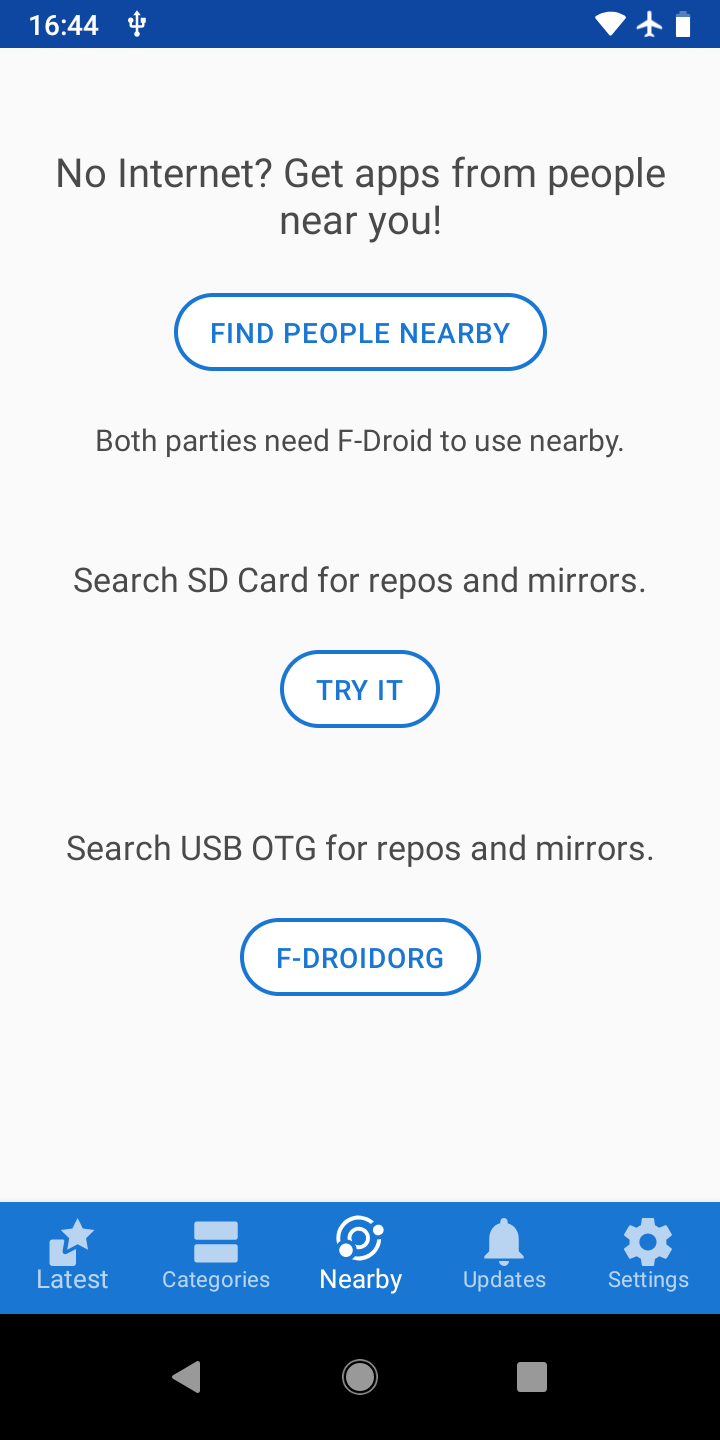 16:44
No Internet? Get apps from people
near you!
FIND PEOPLE NEARBY
Both parties need F-Droid to use nearby.
Search SD Card for repos and mirrors.
TRY IT
Search USB OTG for repos and mirrors.
F-DROIDORG
Latest Categories Nearby Updates Settings